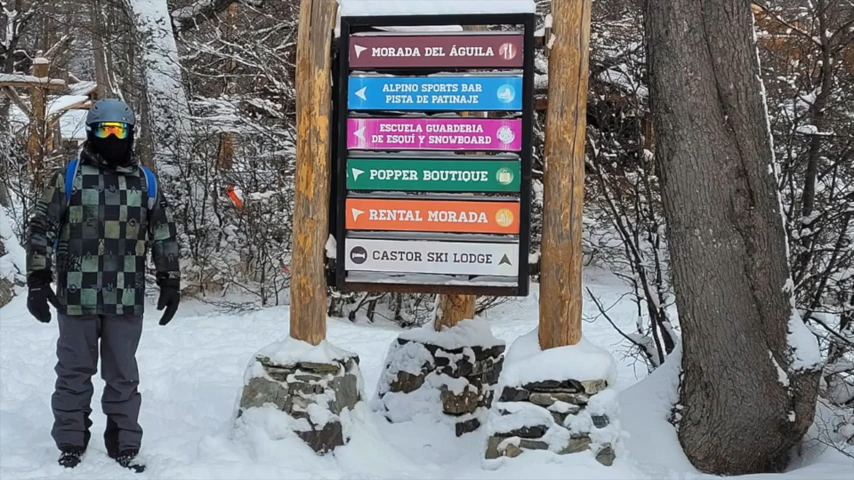 MORADA DEL ÁGUILA
ALPINO SPORTS BAR
PISTA DE PATINAJE
ESCUELA GUARDERIA
DE ESQUÍ Y SNOWBOARD
POPPER BOUTIQUE
RENTAL MORADA
CASTOR SKI LODGE